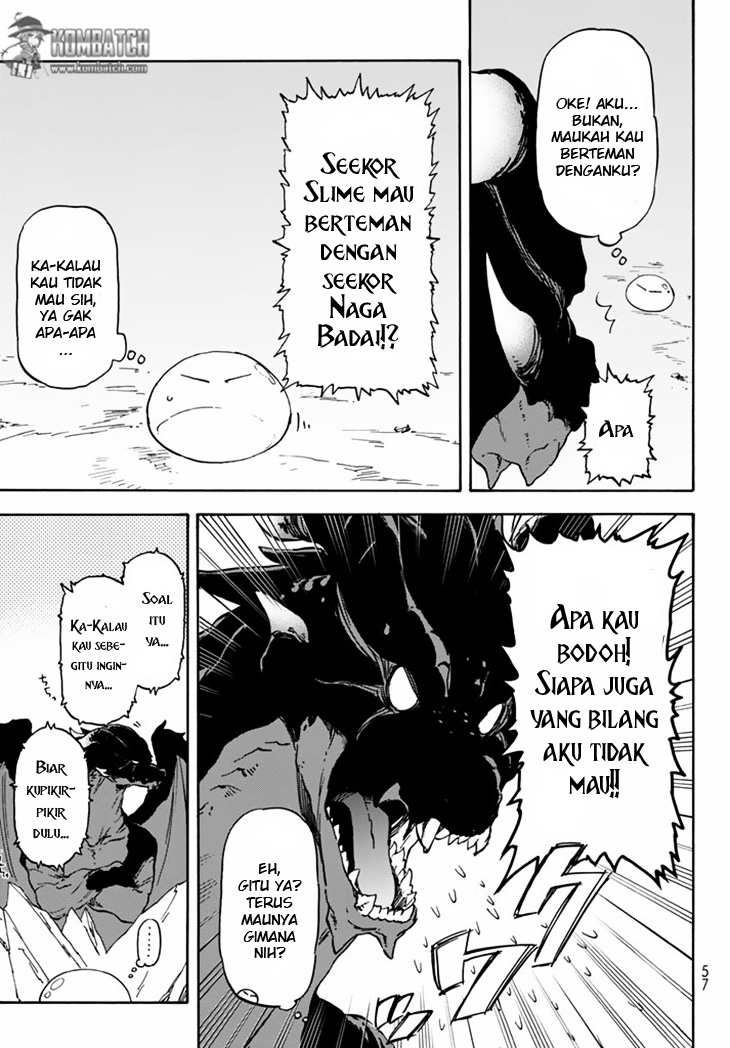 KOMBATCH
www.kombatch.com
OKE! AKU...
BUKAN,
MAUKAH KAU
BERTEMAN
DENGANKU?
APA
SEEKOR
SLIME MAU
BERTEMAN
DENGAN
SEEKOR
NAGA
BADAI!?
KA-KALAU
KAU TIDAK
MAU SIH,
YA GAK
APA-APA
...
APA KAU
BODOH!
SIAPA JUGA
YANG BILANG
AKU TIDAK
MAU!!
EH,
GITU YA?
TERUS
MAUNYA
GIMANA
NIH?
SOAL
ITU
YA...
KA-KALAU
KAU SEBE-
GITU INGIN-
NYA...
BIAR
KUPIKIR-
PIKIR
DULU...
......
57